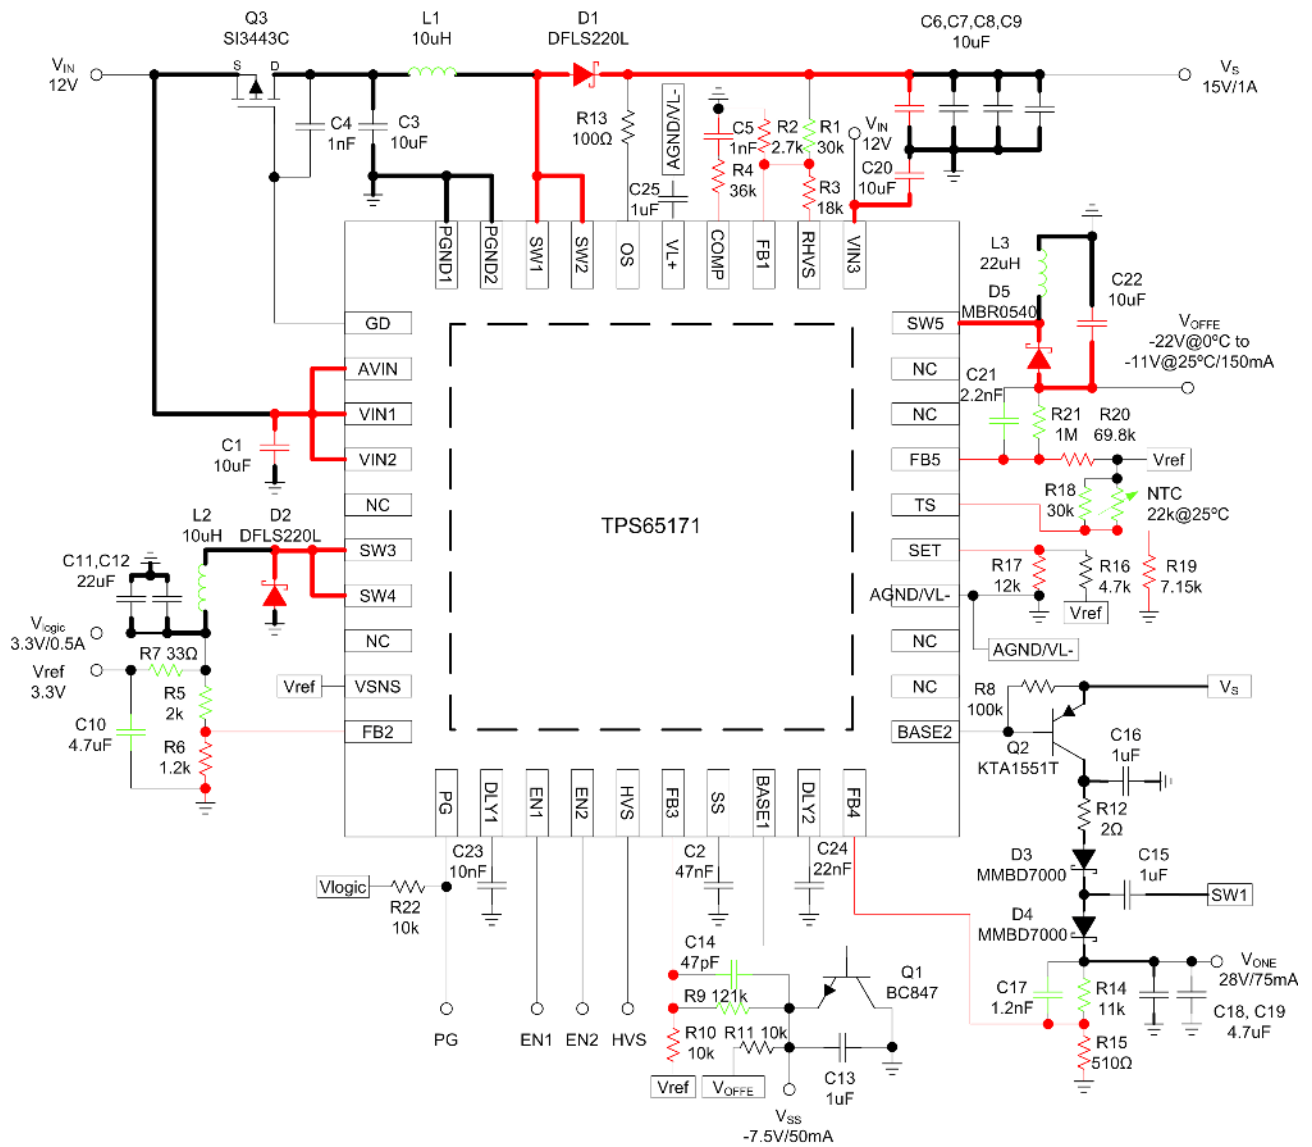 Q3
SI3443C
L1
10uH
D1
DFLS220L
C6,C7,C8,C9
10uF
VIN
12V
S
D
VS
15V/1A
C4
1nF
C3
10uF
R13
100Ω
AGND/VL-
C5
1nF
R2
2.7k
R1
30k
VIN
12V
R4
36k
R3
18k
C20
10uF
C25
1uF
PGND1
PGND2
SW1
SW2
OS
VL+
COMP
FB1
RHVS
VIN3
L3
22uH
D5
MBR0540
C22
10uF
VOFFE
-22V@0ºC to
-11V@25ºC/150mA
GD
AVIN
VIN1
VIN2
NC
SW3
SW4
NC
VSNS
FB2
SW5
NC
NC
FB5
TS
SET
AGND/VL-
NC
NC
BASE2
TPS65171
C1
10uF
C21
2.2nF
R21
1M
R20
69.8k
Vref
R18
30k
NTC
22k@25ºC
R17
12k
R16
4.7k
R19
7.15k
Vref
AGND/VL-
L2
10uH
D2
DFLS220L
C11,C12
22uF
Vlogic
3.3V/0.5A
R7 33Ω
Vref
3.3V
R5
2k
C10
4.7uF
R6
1.2k
Vref
R8
100k
VS
Q2
KTA1551T
C16
1uF
R12
2Ω
D3
MMBD7000
C15
1uF
SW1
D4
MMBD7000
VONE
28V/75mA
C17
1.2nF
R14
11k
C18, C19
4.7uF
R15
510Ω
PG
DLY1
EN1
EN2
HVS
FB3
SS
BASE1
DLY2
FB4
C23
10nF
C2
47nF
C24
22nF
Vlogic
R22
10k
C14
47pF
Q1
BC847
R9 121k
R10
10k
R11 10k
PG
EN1
EN2
HVS
Vref
VOFFE
C13
1uF
VSS
-7.5V/50mA